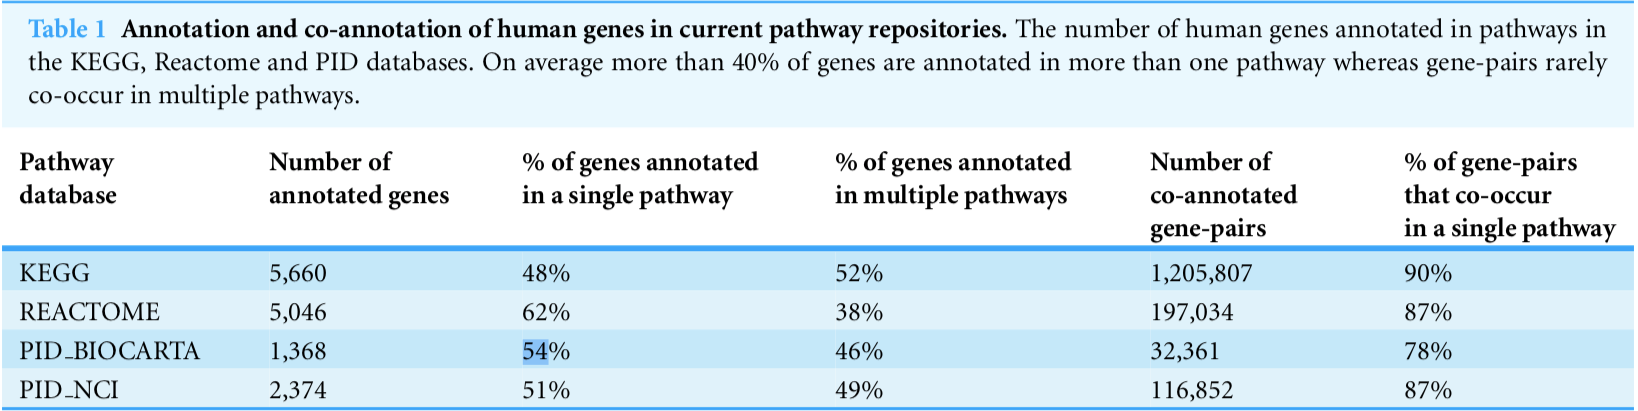 Table 1 Annotation and co-annotation of human genes in current pathway repositories. The number of human genes annotated in pathways in
the KEGG, Reactome and PID databases. On average more than 40% of genes are annotated in more than one pathway whereas gene-pairs rarely
co-occur in multiple pathways.
Pathway database Number of annotated genes % of genes annotated in a single pathway % of genes annotated in multiple pathways Number of co-annotated gene-pairs % of gene-pairs that co-occur in a single pathway
KEGG 5,660 48% 52% 1,205,807 90%
REACTOME 5,046 62% 38% 197,034 87%
PID_BIOCARTA 1,368 54% 46% 32,361 78%
PID_NCI 2,374 51% 49% 116,852 87%